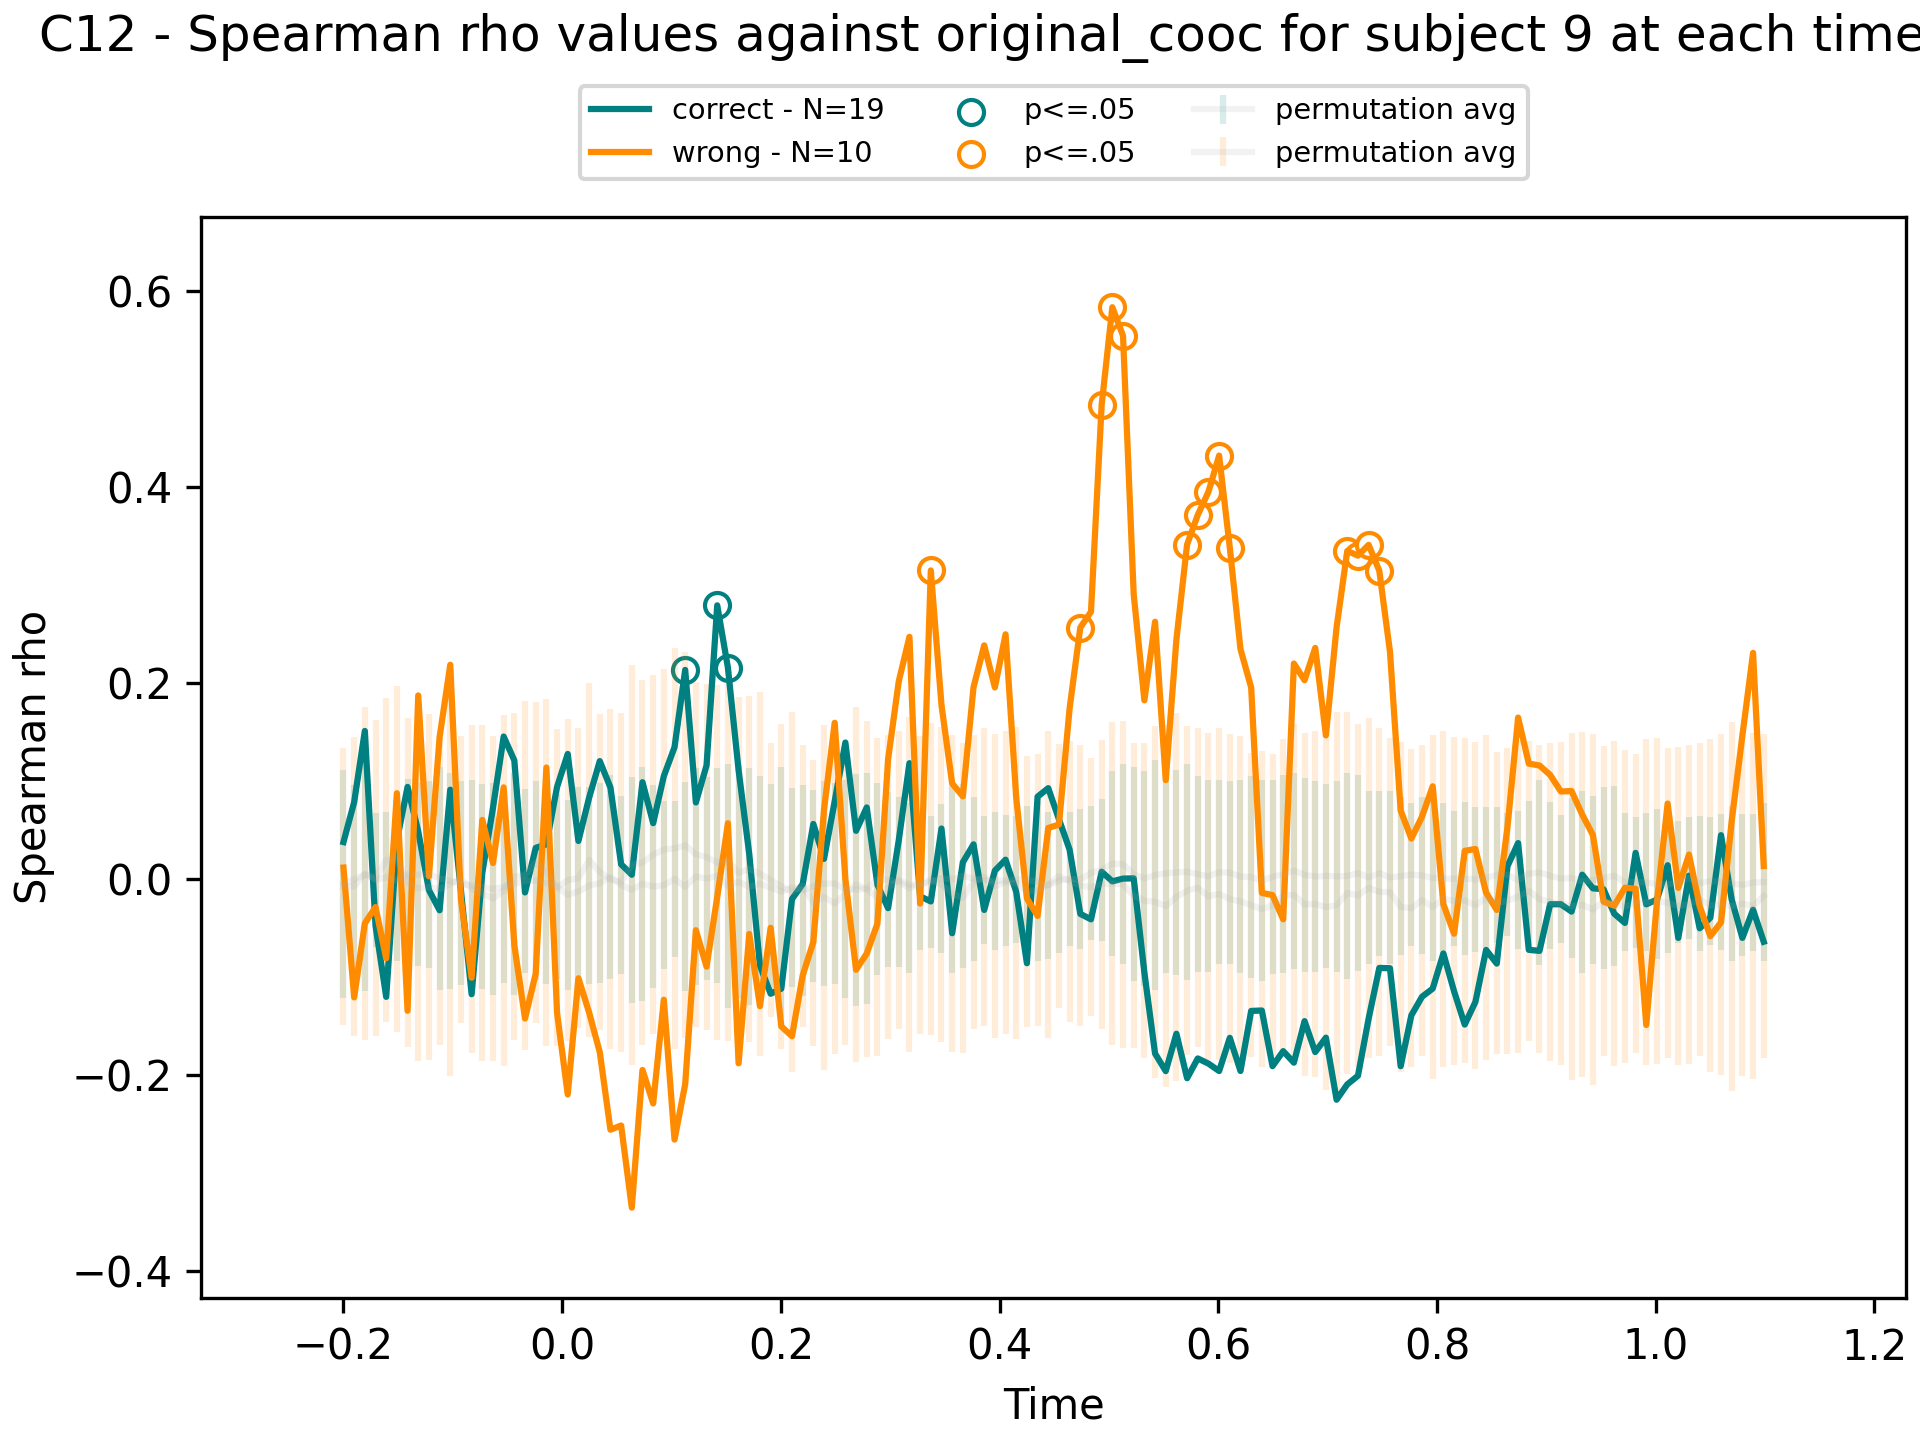 C12 - Spearman rho values against original_cooc for subject 9 at each time
correct - N=19 p<=.05 permutation avg
wrong - N=10 p<=.05 permutation avg
Spearman rho
0.6
0.4
0.2
0.0
−0.2
−0.4
−0.2 0.0 0.2 0.4 0.6 0.8 1.0 1.2
Time